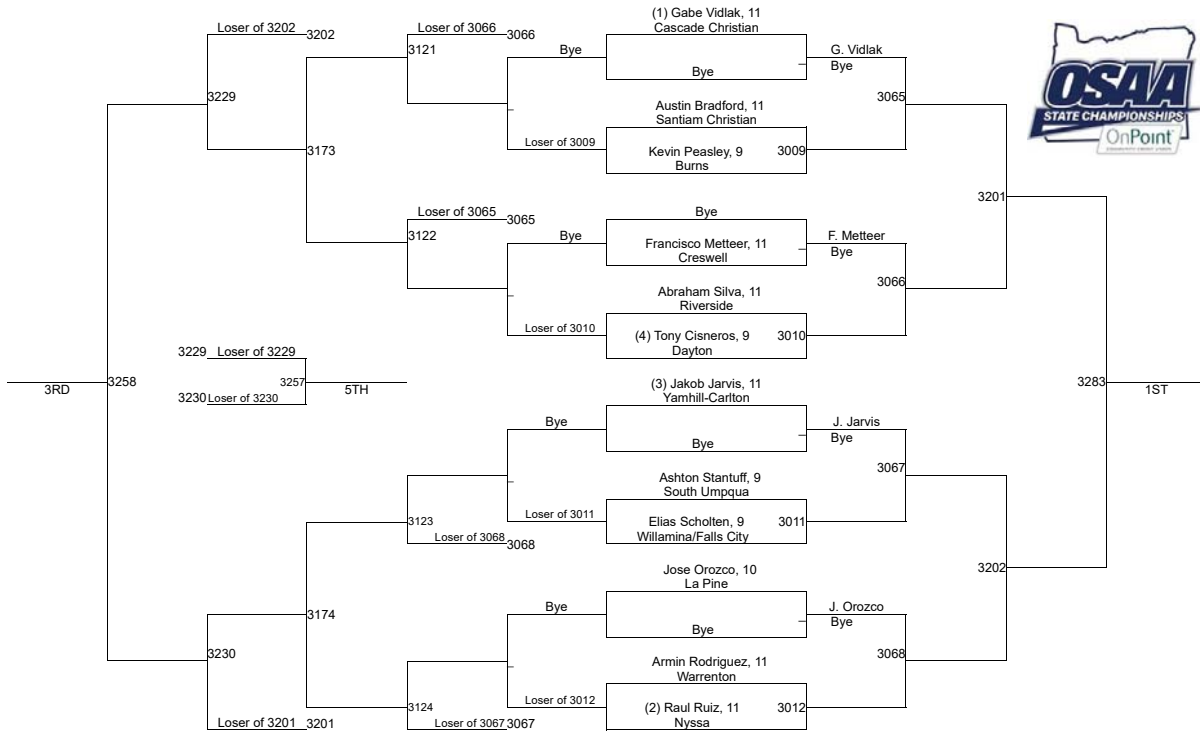 (1) Gabe Vidlak, 11
Cascade Christian
Loser of 3202
3202
Loser of 3066
3066
3121
Bye
Bye
G. Vidlak
Bye
OSAA
STATE CHAMPIONSHIPS
OnPoint
3229
3065
Austin Bradford, 11
Santiam Christian
3173
Loser of 3009
Kevin Peasley, 9
3009
Burns
3201
Loser of 3065
3065
Bye
3122
Bye
Francisco Metteer, 11
Creswell
F. Metteer
Bye
3066
Abraham Silva, 11
Riverside
Loser of 3010
(4) Tony Cisneros, 9
3010
Dayton
3229
Loser of 3229
3258
3257
3RD
5TH
3230
Loser of 3230
(3) Jakob Jarvis, 11
Yamhill-Carlton
3283
1ST
Bye
Bye
J. Jarvis
Bye
3067
Ashton Stantuff, 9
South Umpqua
3123
Loser of 3011
Elias Scholten, 9
3011
Willamina/Falls City
Loser of 3068
3068
3202
Jose Orozco, 10
La Pine
Bye
Bye
J. Orozco
Bye
3174
3230
3068
Armin Rodriguez, 11
Warrenton
3124
Loser of 3012
(2) Raul Ruiz, 11
3012
Nyssa
Loser of 3201
3201
Loser of 3067
3067